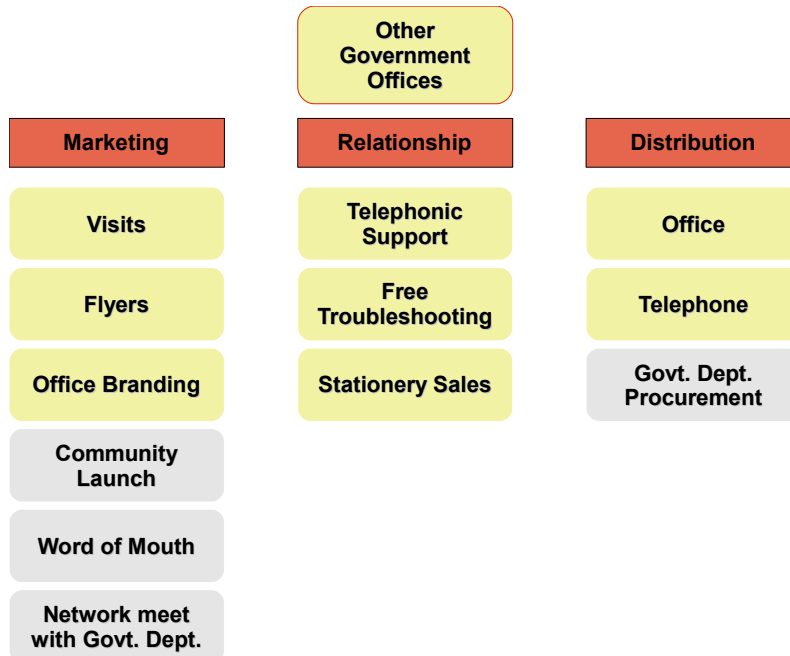 Other
Government
Offices
Marketing
Visits
Flyers
Office Branding
Community
Launch
Word of Mouth
Network meet
with Govt. Dept.
Relationship
Telephonic
Support
Free
Troubleshooting
Stationery Sales
Distribution
Office
Telephone
Govt. Dept.
Procurement